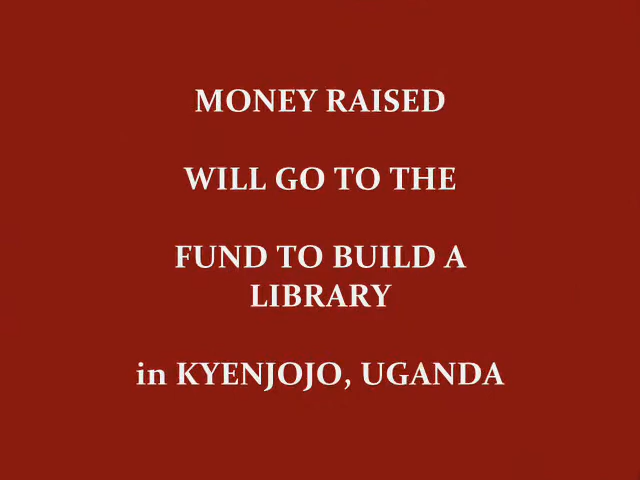 MONEY RAISED
WILL GO TO THE
FUND TO BUILD A
LIBRARY
in KYENJOJO, UGANDA